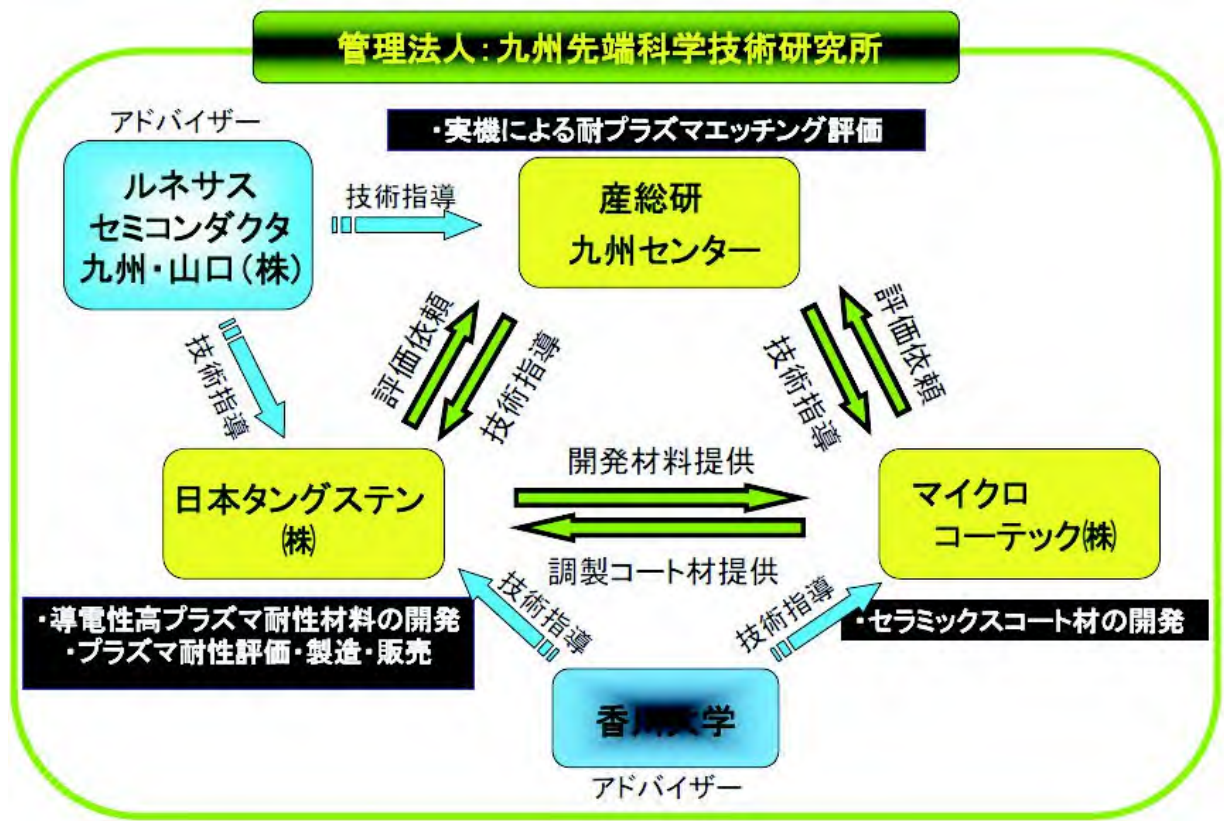 管理法人：九州先端科学技術研究所
アドバイザー
・実機による耐プラズマエッチング評価
ルネサス
セミコンダクタ
九州・山口（株）
技術指導
産総研
九州センター
技術指導
評価依頼
技術指導
技術指導
評価依頼
日本タングステン
㈱
開発材料提供
調製コート材提供
マイクロ
コーテック㈱
・導電性高プラズマ耐性材料の開発
・プラズマ耐性評価・製造・販売
技術指導
技術指導
・セラミックスコート材の開発
香川大学
アドバイザー